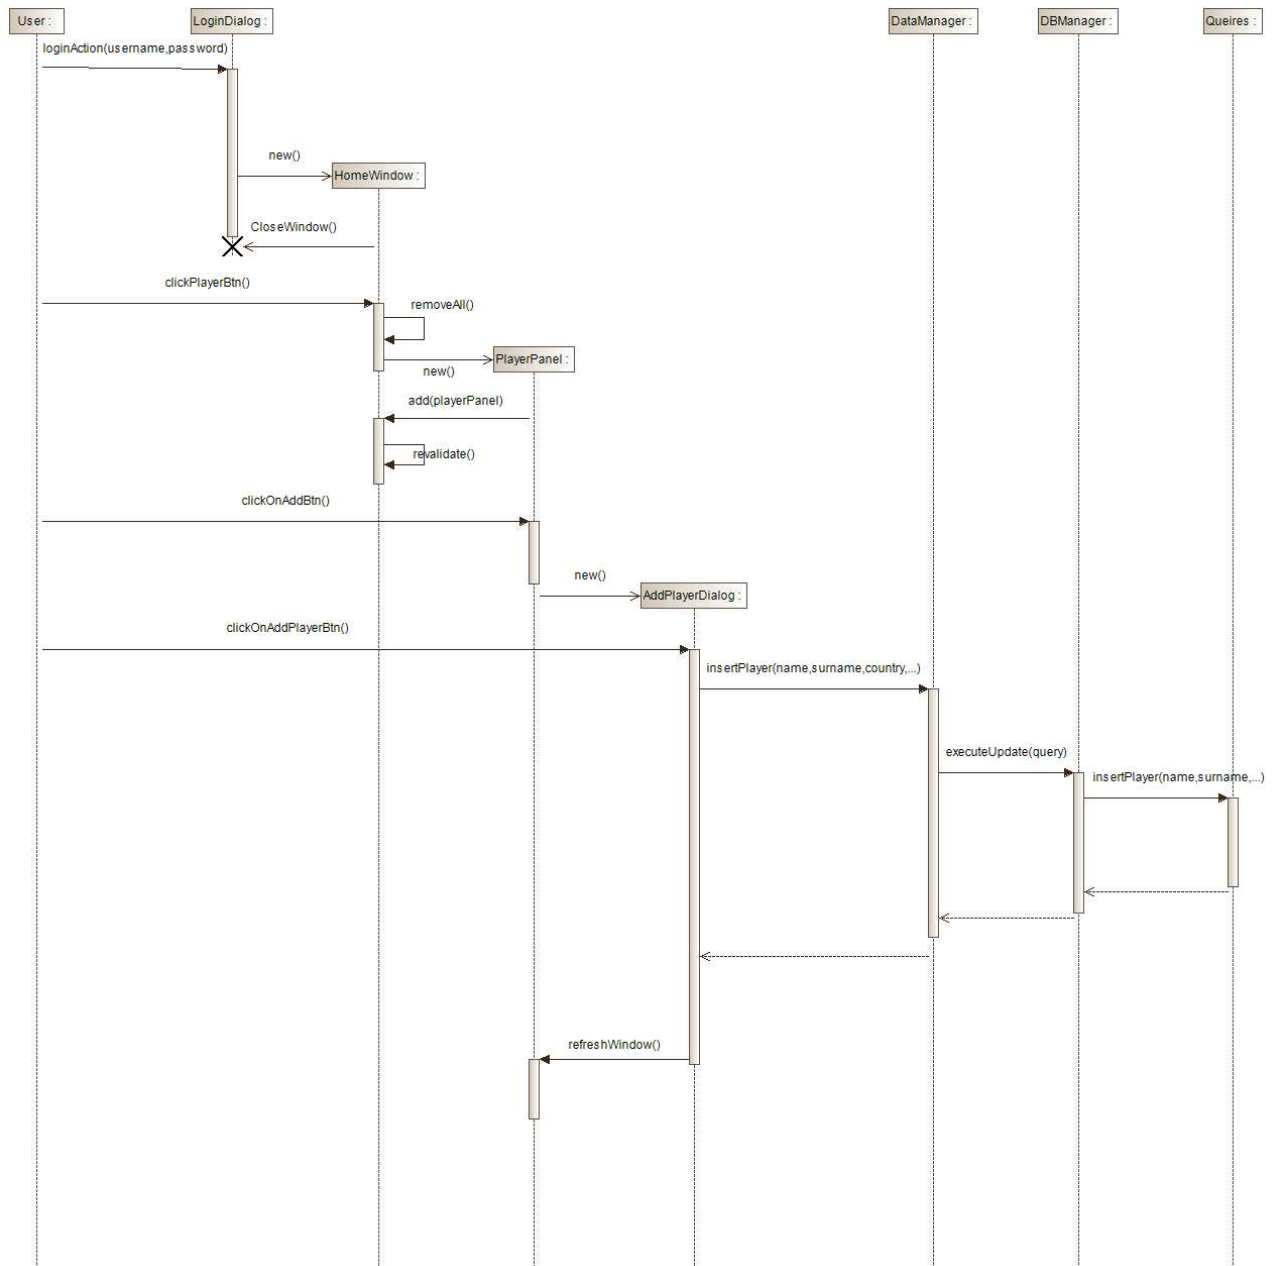 User :
LoginDialog :
DataManager :
DBManager :
Queires :
loginAction(username,password)
new()
HomeWindow :
CloseWindow()
clickPlayerBtn()
removeAll()
PlayerPanel :
new()
add(playerPanel)
revalidate()
clickOnAddBtn()
new()
AddPlayerDialog :
clickOnAddPlayerBtn()
insertPlayer(name,surname,country,...)
executeUpdate(query)
insertPlayer(name,surname,...)
refreshWindow()